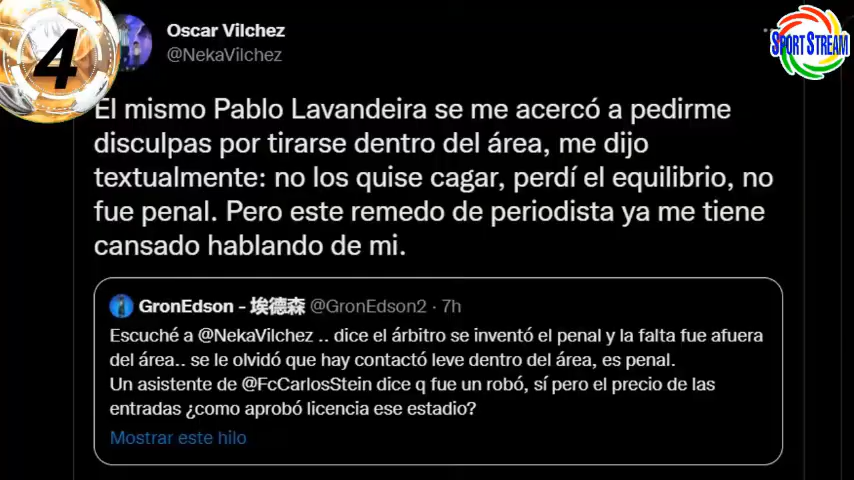 4
Oscar Vilchez
@NekaVilchez
SPORT STREAM
El mismo Pablo Lavandeira se me acercó a pedirme
disculpas por tirarse dentro del área, me dijo
textualmente: no los quise cagar, perdí el equilibrio, no
fue penal. Pero este remedo de periodista ya me tiene
cansado hablando de mi.
GronEdson - 埃德森 @GronEdson2 · 7h
Escuché a @NekaVilchez .. dice el árbitro se inventó el penal y la falta fue afuera
del área.. se le olvidó que hay contactó leve dentro del área, es penal.
Un asistente de @FcCarlosStein dice q fue un robó, sí pero el precio de las
entradas ¿como aprobó licencia ese estadio?
Mostrar este hilo